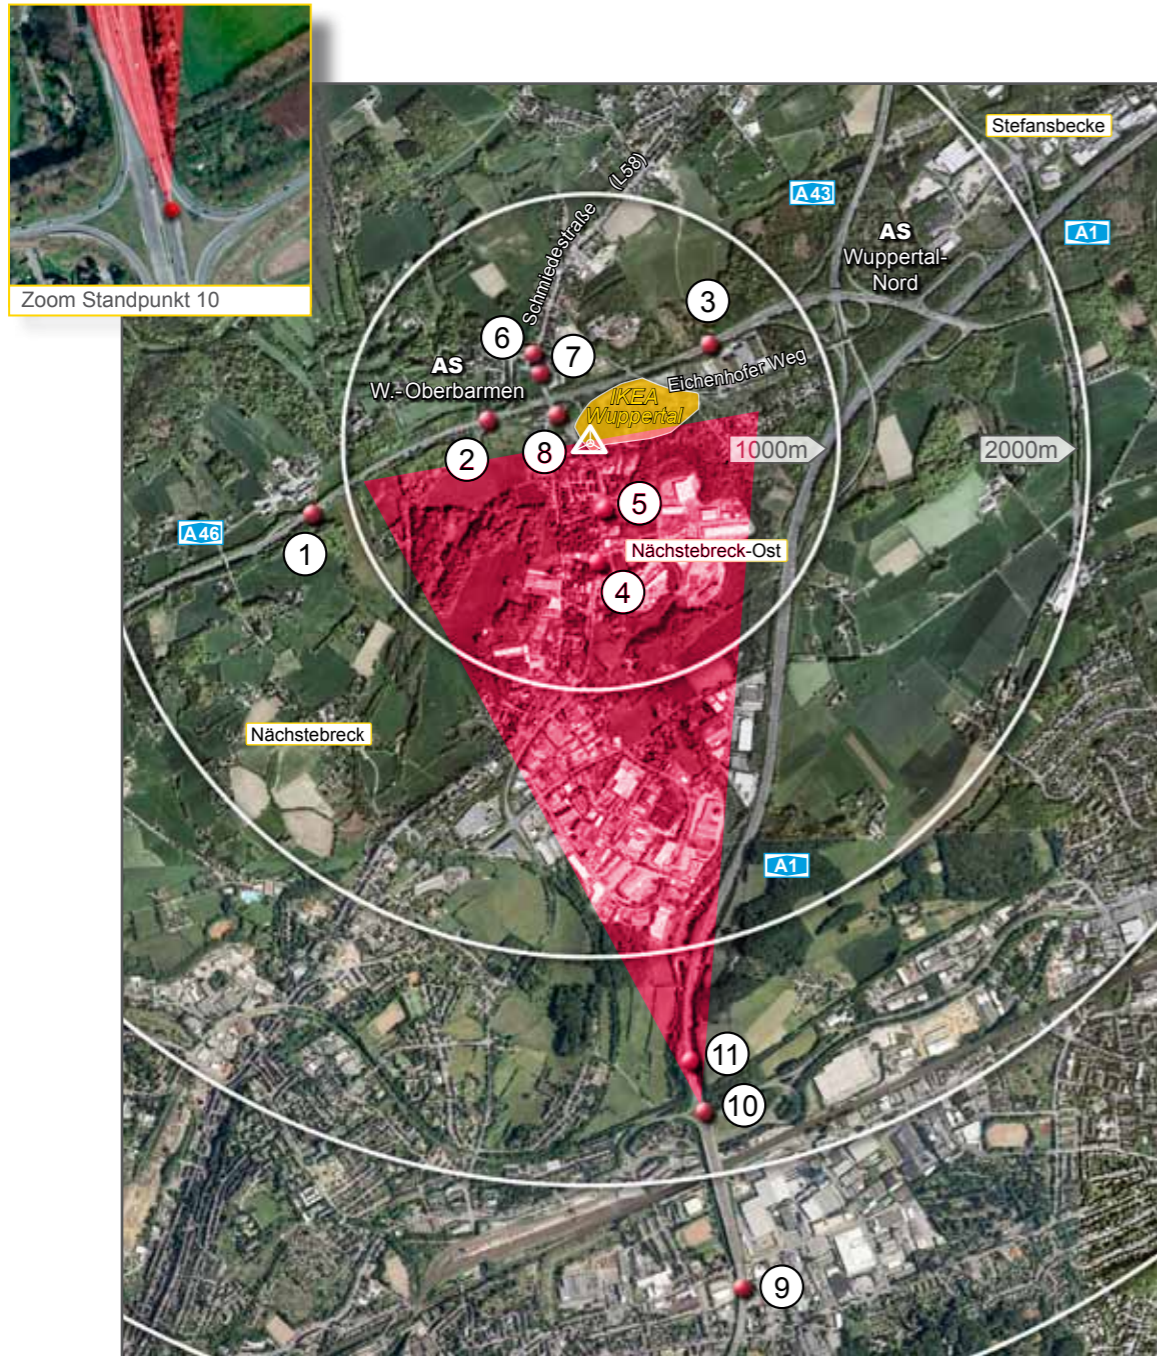 Zoom Standpunkt 10
Stefansbecke
(L58)
Schmiedestraße
A43
A1
AS
Wuppertal-
Nord
3
6
7
AS
W.-Oberbarmen
Eichenhofer Weg
IKEA
Wuppertal
2
8
1000m
2000m
5
A46
1
Nächstebreck-Ost
4
Nächstebreck
A1
11
10
9